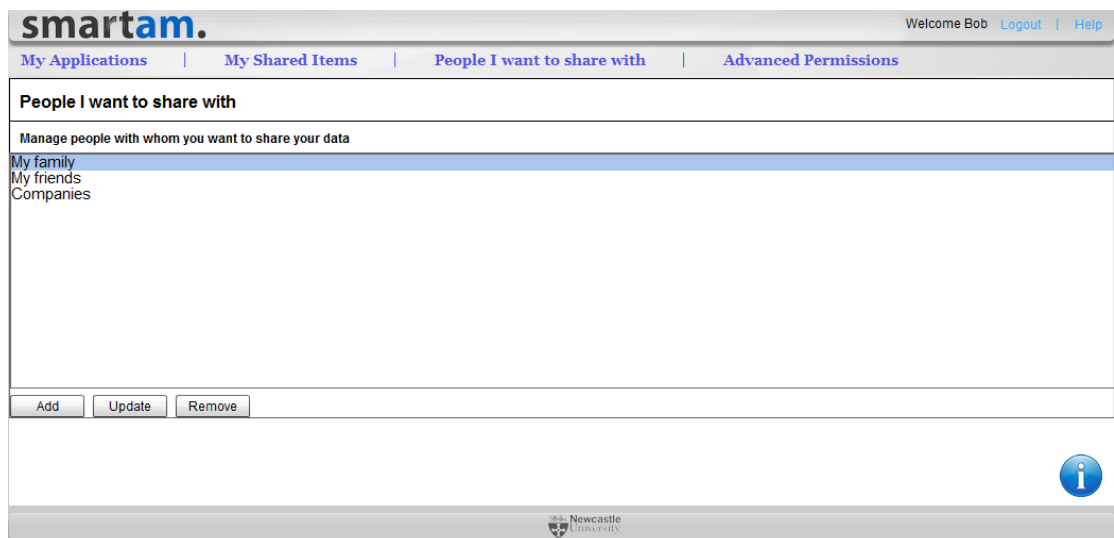 smartam.
Welcome Bob Logout | Help
My Applications | My Shared Items | People I want to share with | Advanced Permissions
People I want to share with
Manage people with whom you want to share your data
My family
My friends
Companies
Add Update Remove
i
Newcastle
University